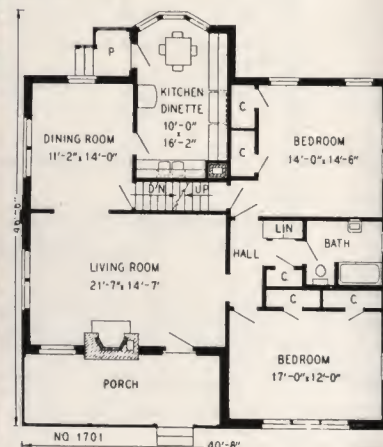 P
KITCHEN
DINETTE
10'-0"
x
16'-2"
C
C
DINING ROOM
11'-2" x 14'-0"
BEDROOM
14'-0" x 14'-6"
D'N
UP
LIN
BATH
HALL
C
LIVING ROOM
21'-7" x 14'-7"
C
C
BEDROOM
17'-0" x 12'-0"
PORCH
NO 1701
40'-8"